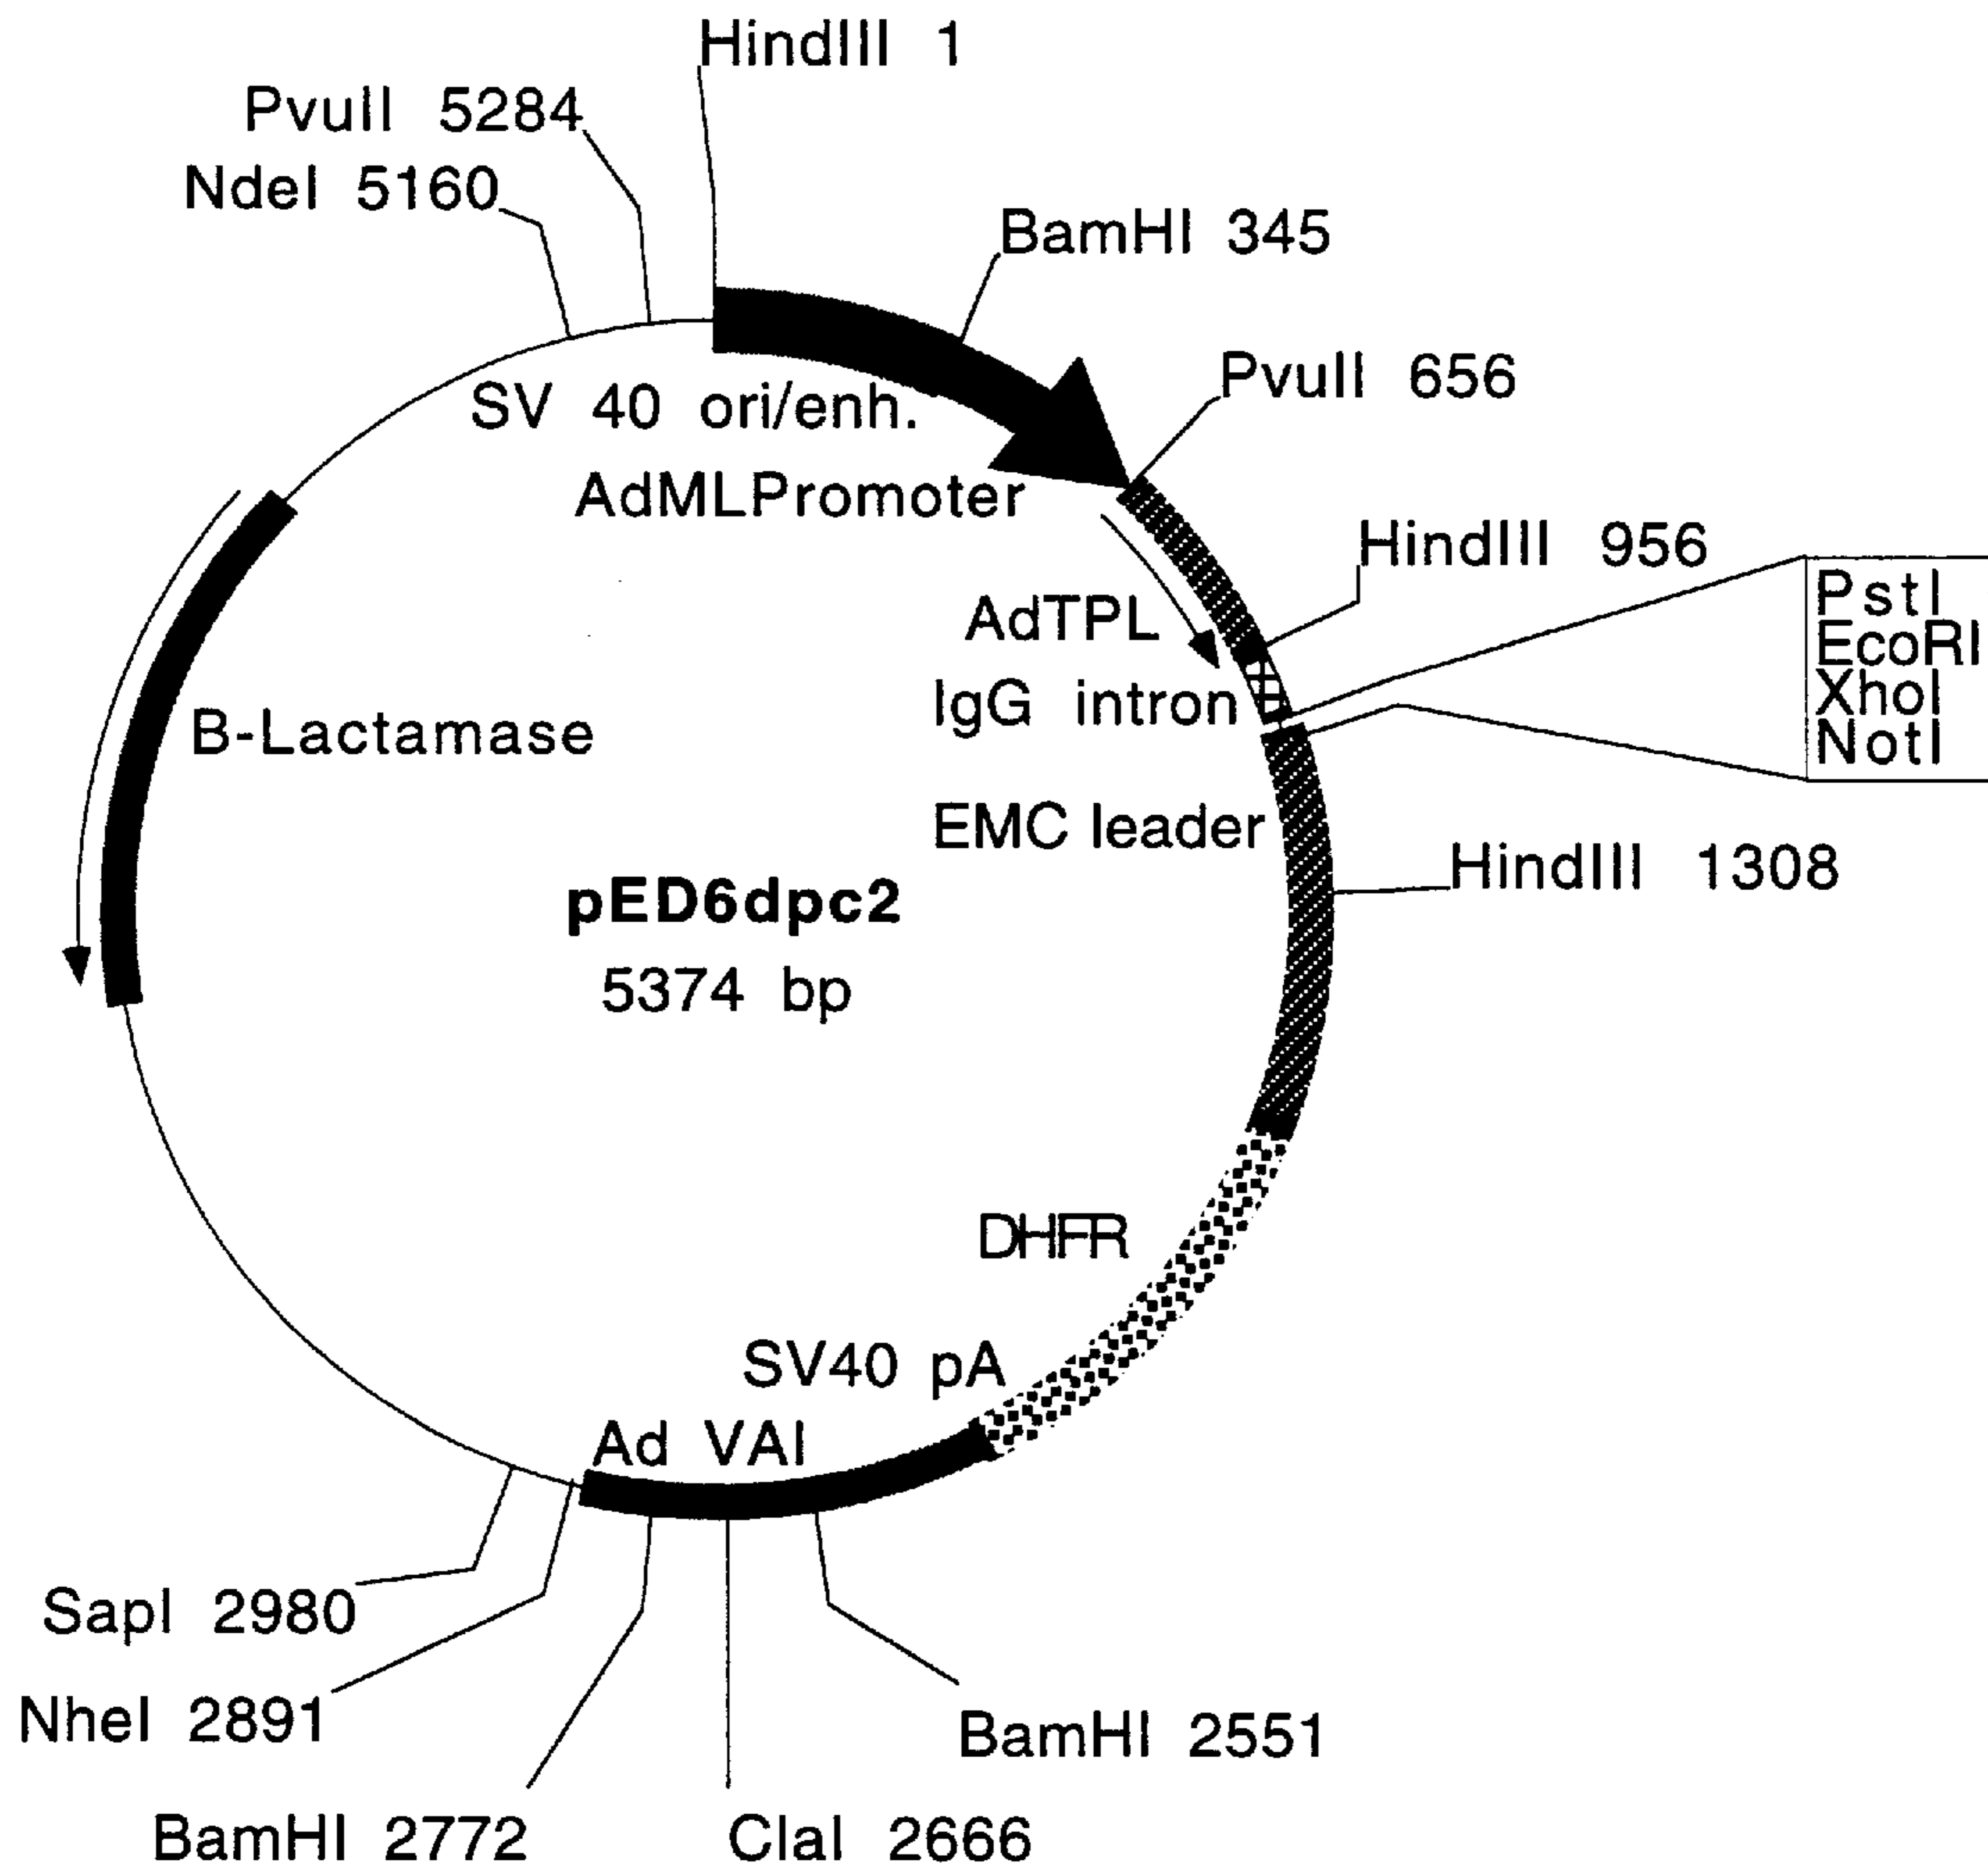 HindIII 1
PvuII 5284
NdeI 5160
BamHI 345
PvuII 656
SV 40 ori/enh.
AdMLPromoter
HindIII 956
PstI
EcoRI
XhoI
NotI
AdTPL
IgG intron
B-Lactamase
EMC leader
HindIII 1308
pED6dpc2
5374 bp
DHFR
SV40 pA
Ad VAI
SapI 2980
NheI 2891
BamHI 2551
BamHI 2772
ClaI 2666